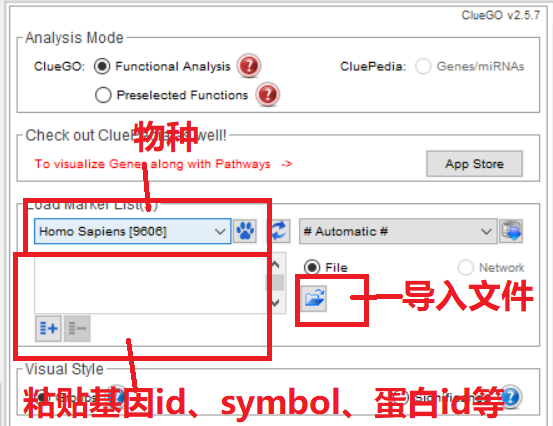 ClueGO v2.5.7
Analysis Mode
ClueGO: Functional Analysis ? CluePedia: Genes/miRNAs
Preselected Functions ?
Check out as well!
物种
To visualize Genes along with Pathways -> App Store
Load Marker List(s)
Homo Sapiens [9606] # Automatic #
File Network
导入文件
Visual Style
粘贴基因id、symbol、蛋白id等